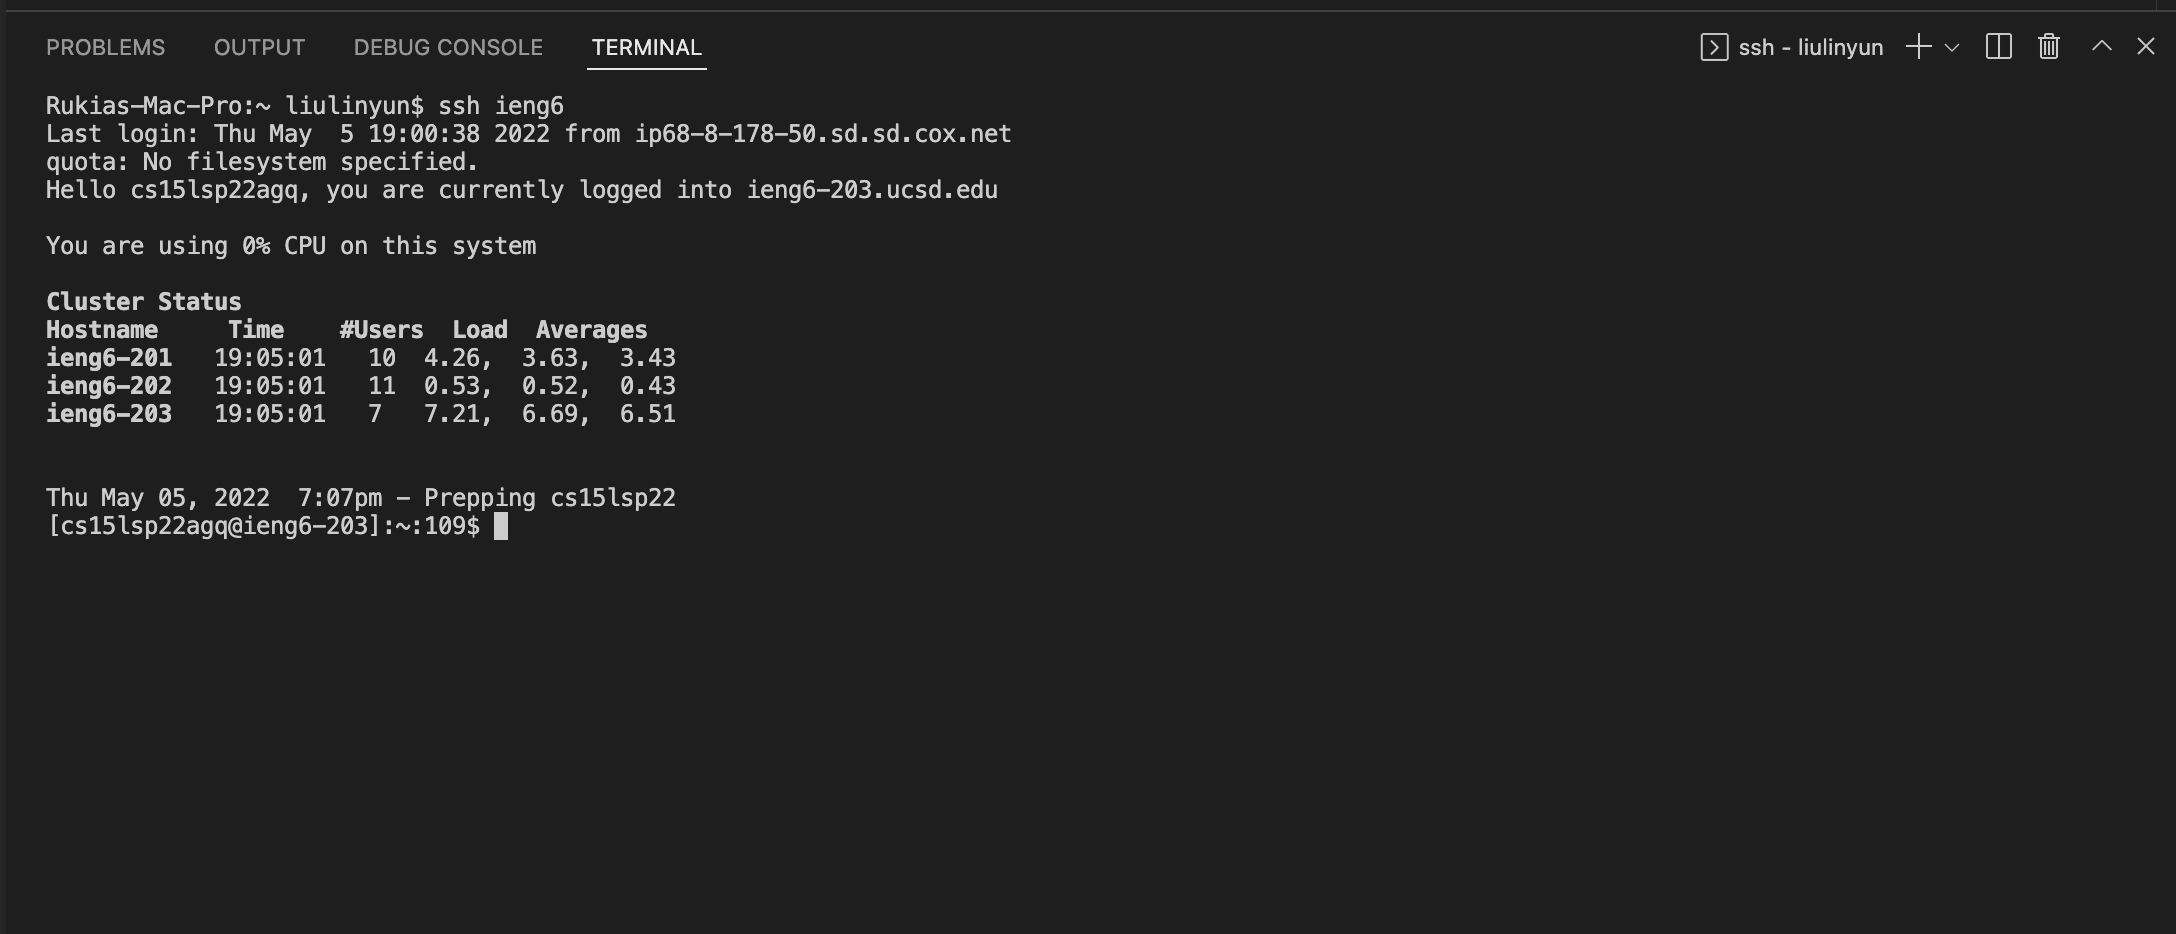 PROBLEMS OUTPUT DEBUG CONSOLE TERMINAL ssh - liulinyun
Rukias-Mac-Pro:~ liulinyun$ ssh ieng6
Last login: Thu May  5 19:00:38 2022 from ip68-8-178-50.sd.sd.cox.net
quota: No filesystem specified.
Hello cs15lsp22agq, you are currently logged into ieng6-203.ucsd.edu
You are using 0% CPU on this system
Cluster Status
Hostname     Time    #Users  Load  Averages
ieng6-201   19:05:01   10  4.26,  3.63,  3.43
ieng6-202   19:05:01   11  0.53,  0.52,  0.43
ieng6-203   19:05:01   7   7.21,  6.69,  6.51
Thu May 05, 2022  7:07pm - Prepping cs15lsp22
[cs15lsp22agq@ieng6-203]:~:109$